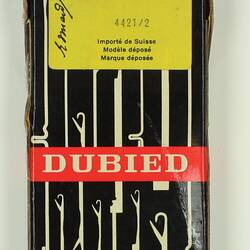 4421/2
Importé de Suisse
Modèle déposé
Marque déposée
DUBIED